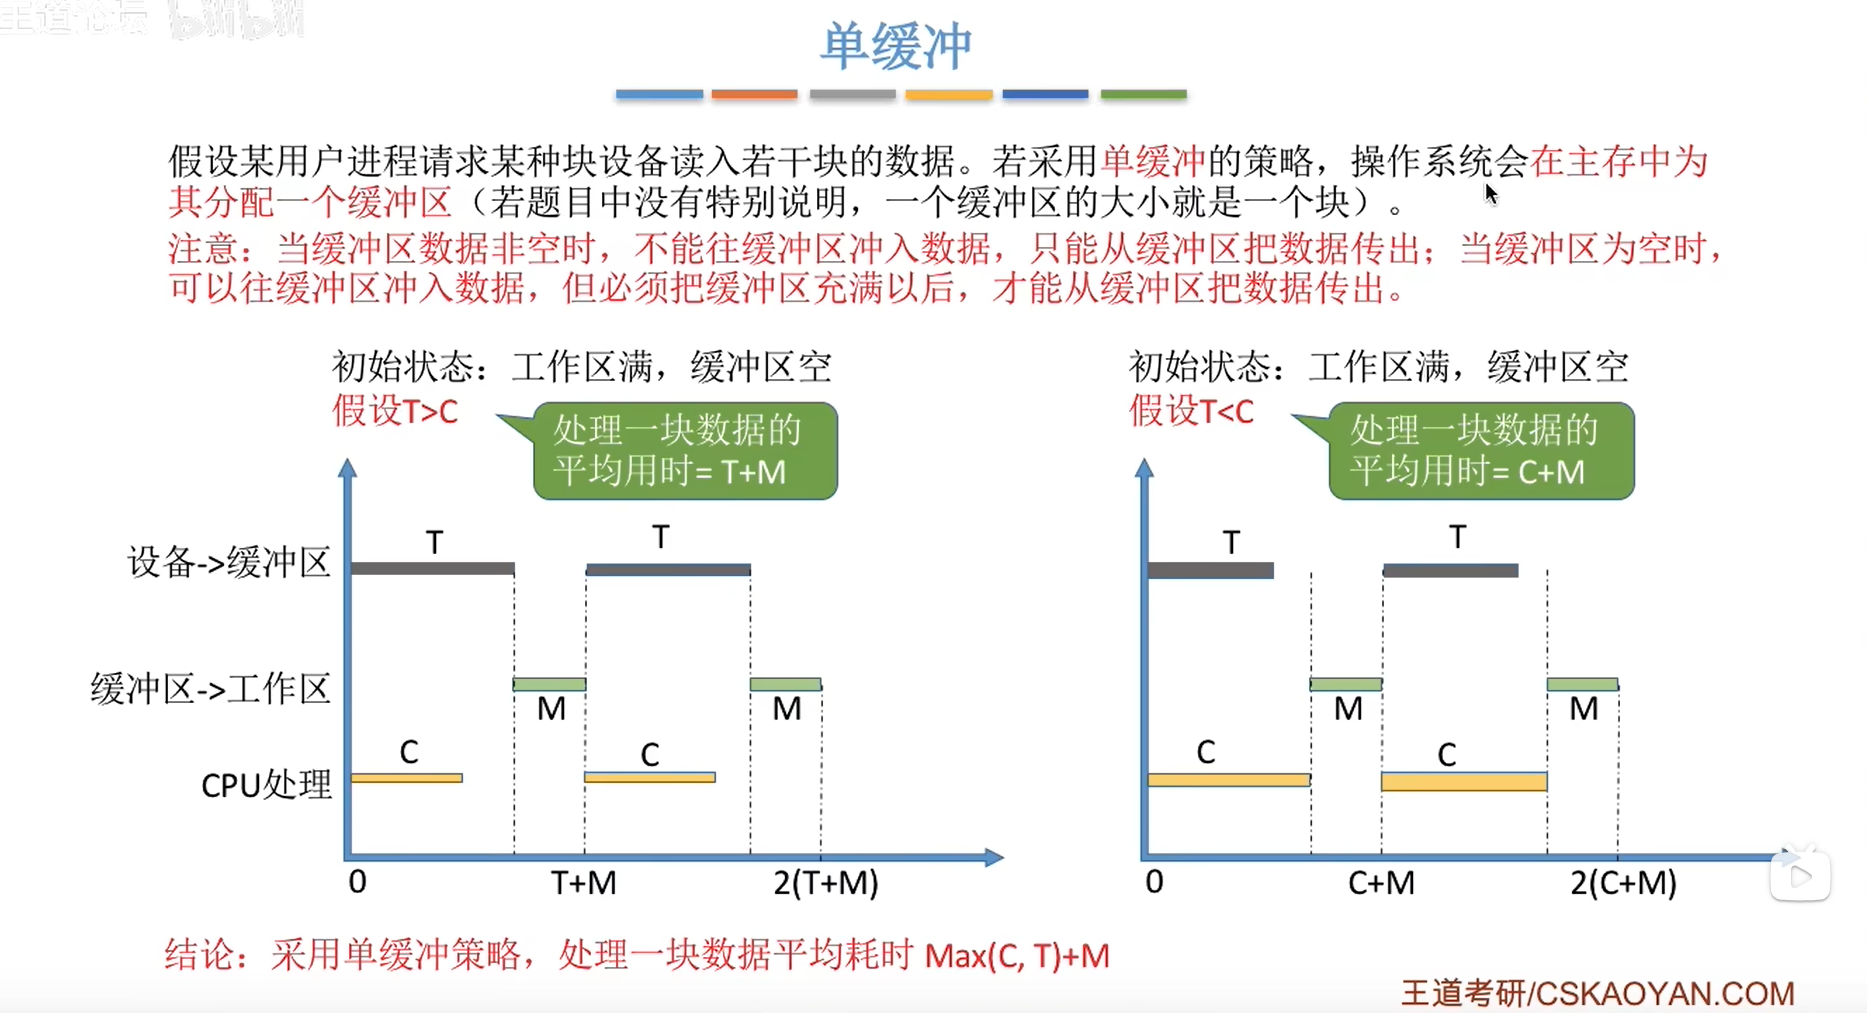 王道论坛 bilibili
单缓冲
假设某用户进程请求某种块设备读入若干块的数据。若采用单缓冲的策略，操作系统会在主存中为
其分配一个缓冲区（若题目中没有特别说明，一个缓冲区的大小就是一个块）。
注意：当缓冲区数据非空时，不能往缓冲区冲入数据，只能从缓冲区把数据传出；当缓冲区为空时，
可以往缓冲区冲入数据，但必须把缓冲区充满以后，才能从缓冲区把数据传出。
初始状态：工作区满，缓冲区空
假设T>C
处理一块数据的
平均用时= T+M
T
T
设备->缓冲区
缓冲区->工作区
M
M
C
C
CPU处理
0
T+M
2(T+M)
初始状态：工作区满，缓冲区空
假设T<C
处理一块数据的
平均用时= C+M
T
T
M
M
C
C
0
C+M
2(C+M)
结论：采用单缓冲策略，处理一块数据平均耗时 Max(C, T)+M
王道考研/CSKAOYAN.COM